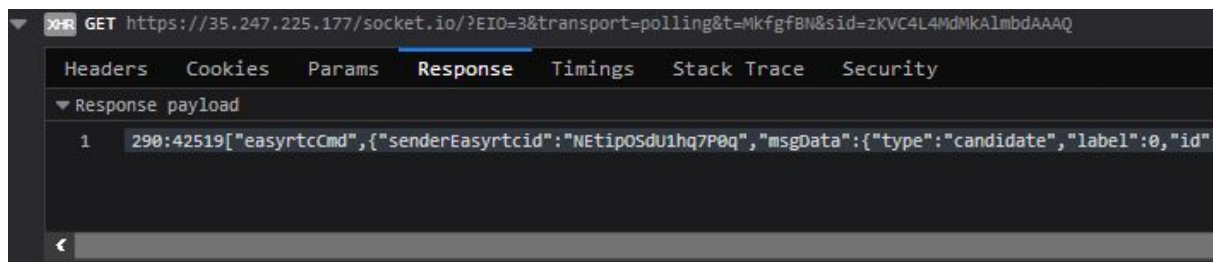 XHR GET https://35.247.225.177/socket.io/?EIO=3&transport=polling&t=MkfgfBN&sid=zKVC4L4MdMkAlmbdAAAQ
Headers Cookies Params Response Timings Stack Trace Security
Response payload
1 290:42519["easyrtcCmd",{"senderEasyrtcid":"NEtipOSdU1hq7P0q","msgData":{"type":"candidate","label":0,"id"